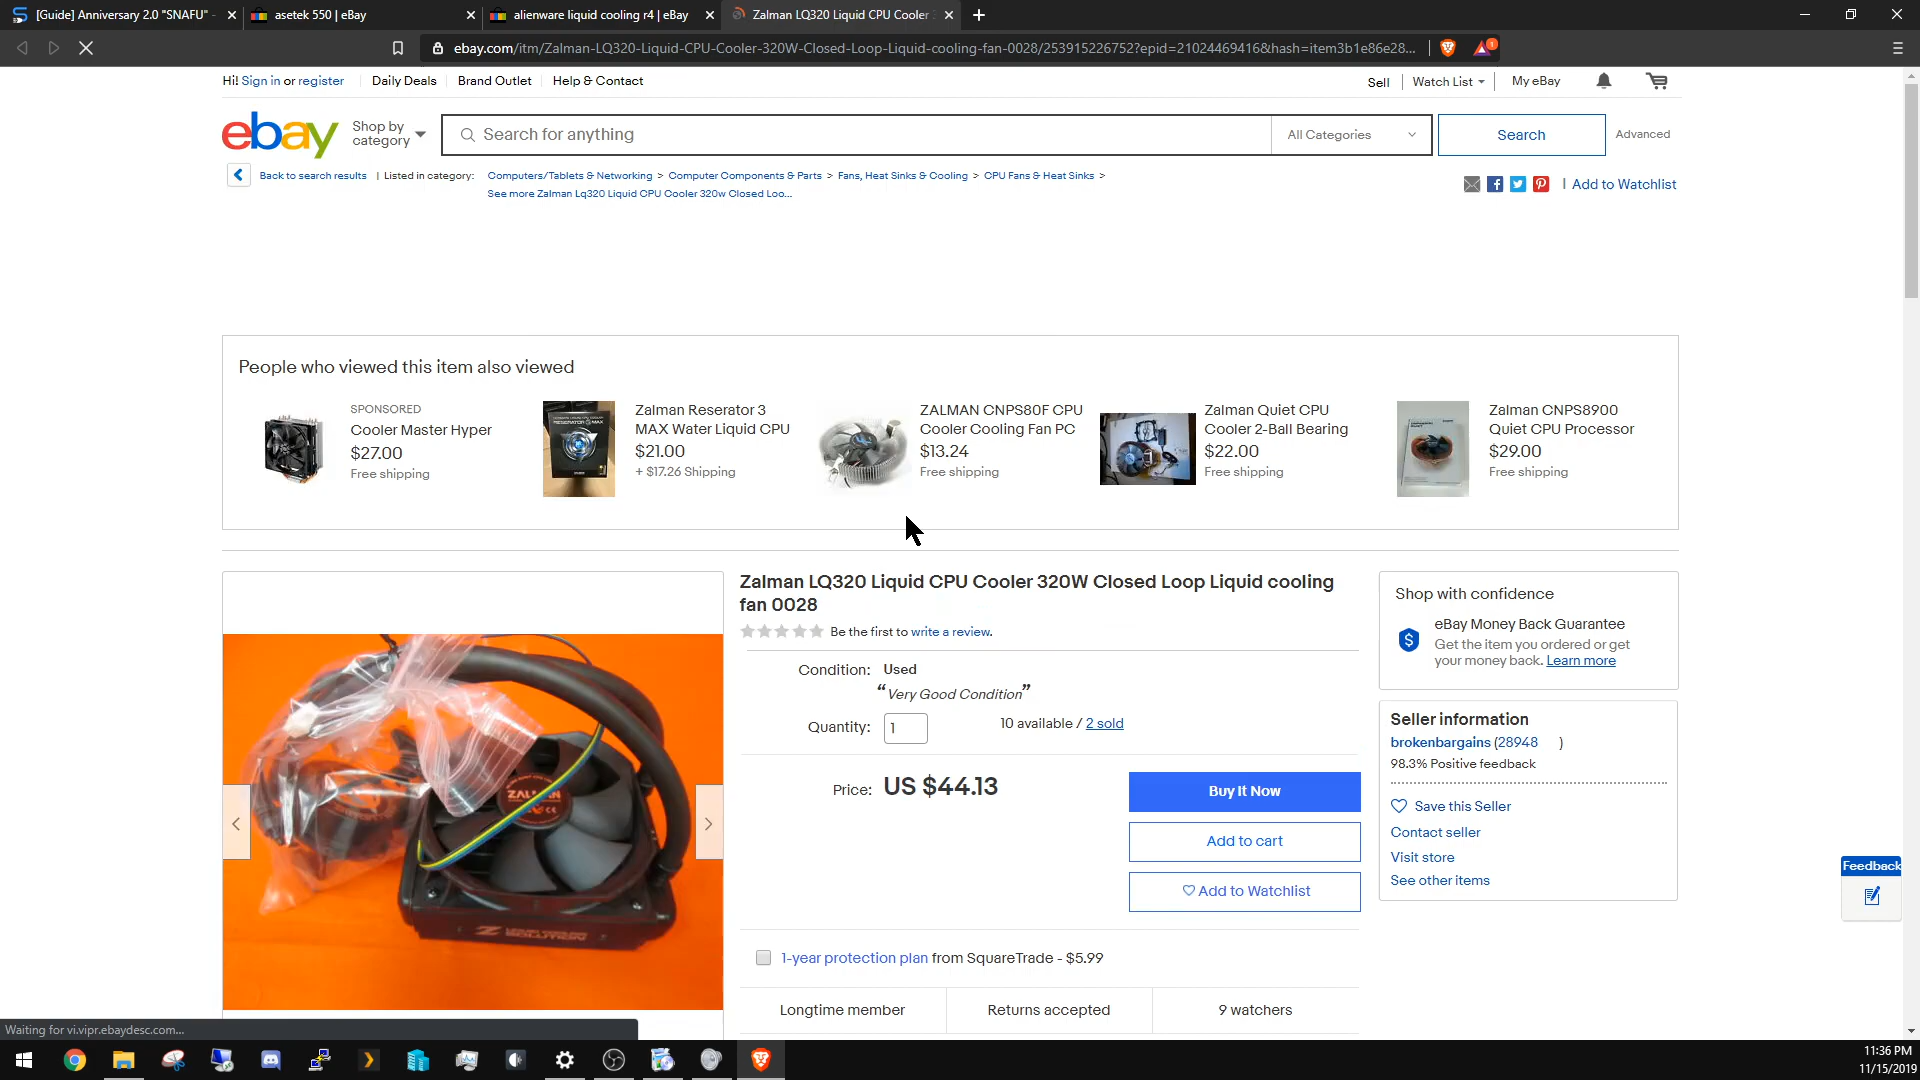 [Guide] Anniversary 2.0 "SNAFU" -
asetek 550 | eBay
alienware liquid cooling r4 | eBay
Zalman LQ320 Liquid CPU Cooler
ebay.com/itm/Zalman-LQ320-Liquid-CPU-Cooler-320W-Closed-Loop-Liquid-cooling-fan-0028/253915226752?epid=21024469416&hash=item3b1e86e28...
1
Hi! Sign in or register
Daily Deals
Brand Outlet
Help & Contact
Sell
Watch List
My eBay
ebay
Shop by
category
Search for anything
All Categories
Search
Advanced
Back to search results
Listed in category:
Computers/Tablets & Networking > Computer Components & Parts > Fans, Heat Sinks & Cooling > CPU Fans & Heat Sinks >
See more Zalman Lq320 Liquid CPU Cooler 320w Closed Loo...
Add to Watchlist
People who viewed this item also viewed
SPONSORED
Cooler Master Hyper
$27.00
Free shipping
Zalman Reserator 3
MAX Water Liquid CPU
$21.00
+ $17.26 Shipping
ZALMAN CNPS80F CPU
Cooler Cooling Fan PC
$13.24
Free shipping
Zalman Quiet CPU
Cooler 2-Ball Bearing
$22.00
Free shipping
Zalman CNPS8900
Quiet CPU Processor
$29.00
Free shipping
Zalman LQ320 Liquid CPU Cooler 320W Closed Loop Liquid cooling
fan 0028
Be the first to write a review.
Condition: Used
“Very Good Condition”
Quantity: 1
10 available / 2 sold
Price: US $44.13
Buy It Now
Add to cart
Add to Watchlist
1-year protection plan from SquareTrade - $5.99
Longtime member
Returns accepted
9 watchers
Shop with confidence
eBay Money Back Guarantee
Get the item you ordered or get
your money back. Learn more
Seller information
brokenbargains (28948 )
98.3% Positive feedback
Save this Seller
Contact seller
Visit store
See other items
Feedback
ZALMAN
Waiting for vi.vipr.ebaydesc.com...
11:36 PM
11/15/2019